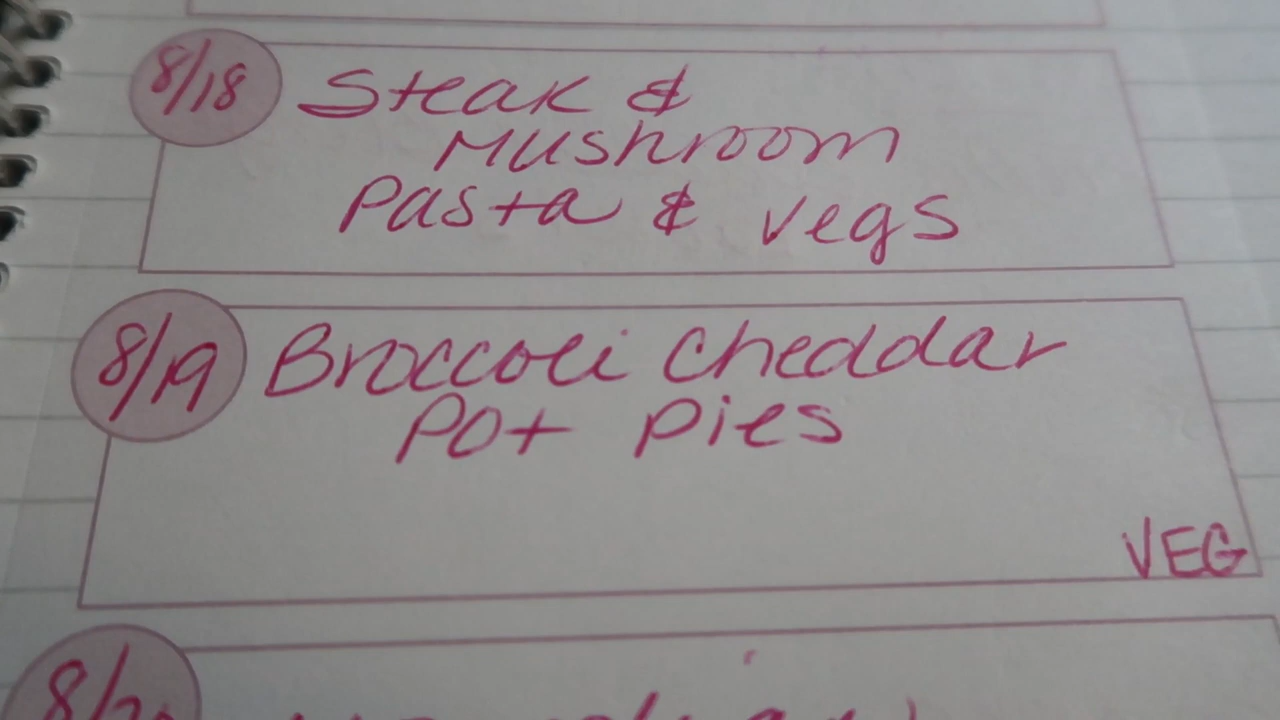 8/18 Steak &
Mushroom
Pasta & vegs
8/19 Broccoli Cheddar
Pot Pies
VEG